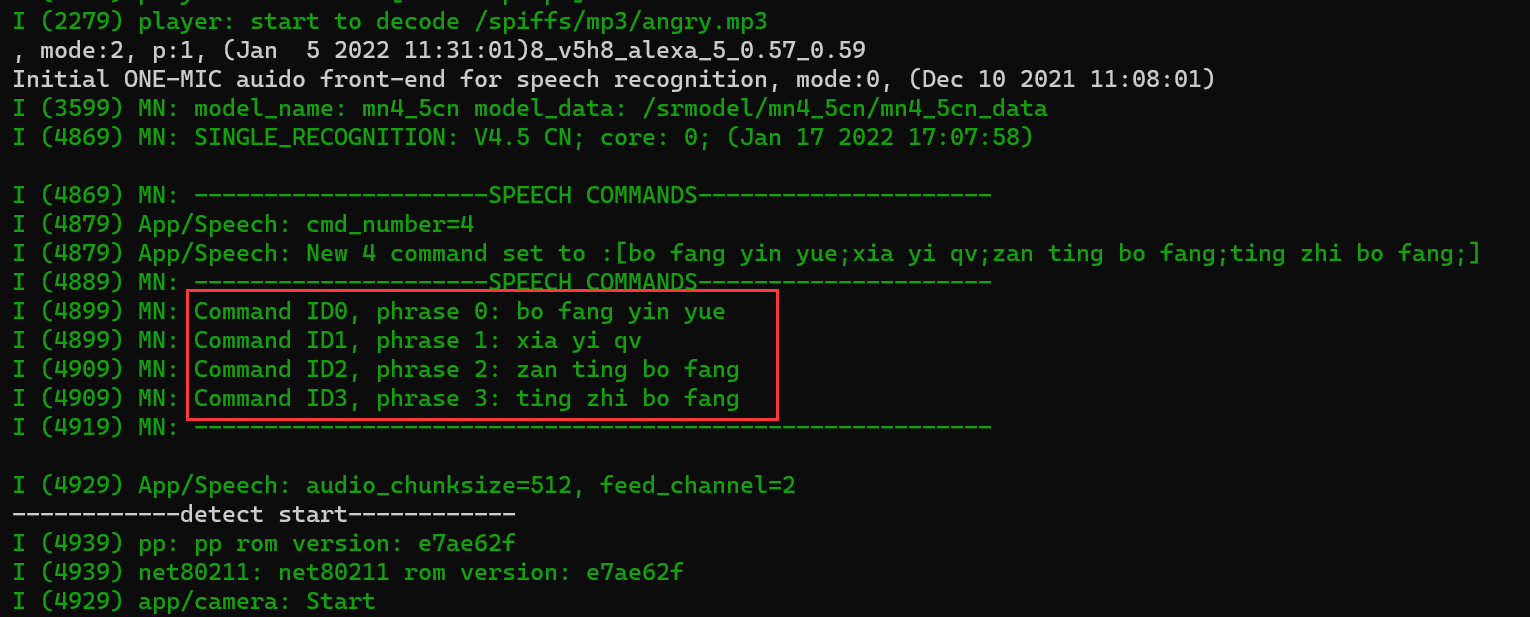 I (2279) player: start to decode /spiffs/mp3/angry.mp3
, mode:2, p:1, (Jan  5 2022 11:31:01)8_v5h8_alexa_5_0.57_0.59
Initial ONE-MIC auido front-end for speech recognition, mode:0, (Dec 10 2021 11:08:01)
I (3599) MN: model_name: mn4_5cn model_data: /srmodel/mn4_5cn/mn4_5cn_data
I (4869) MN: SINGLE_RECOGNITION: V4.5 CN; core: 0; (Jan 17 2022 17:07:58)
I (4869) MN: ---------------------SPEECH COMMANDS---------------------
I (4879) App/Speech: cmd_number=4
I (4879) App/Speech: New 4 command set to :[bo fang yin yue;xia yi qv;zan ting bo fang;ting zhi bo fang;]
I (4889) MN: ---------------------SPEECH COMMANDS---------------------
I (4899) MN: Command ID0, phrase 0: bo fang yin yue
I (4899) MN: Command ID1, phrase 1: xia yi qv
I (4909) MN: Command ID2, phrase 2: zan ting bo fang
I (4909) MN: Command ID3, phrase 3: ting zhi bo fang
I (4919) MN: ---------------------------------------------------------
I (4929) App/Speech: audio_chunksize=512, feed_channel=2
------------detect start------------
I (4939) pp: pp rom version: e7ae62f
I (4939) net80211: net80211 rom version: e7ae62f
I (4929) app/camera: Start